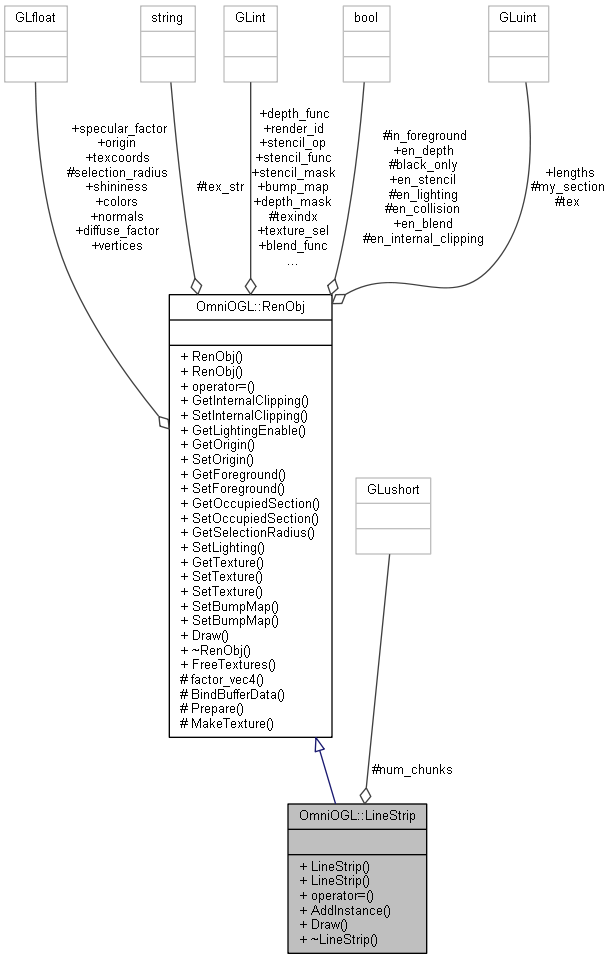 GLfloat
string
GLint
bool
GLuint
+specular_factor
+origin
+texcoords
#selection_radius
+shininess
+colors
+normals
+diffuse_factor
+vertices
#tex_str
+depth_func
+render_id
+stencil_op
+stencil_func
+stencil_mask
+bump_map
+depth_mask
#texindx
+texture_sel
+blend_func
...
#in_foreground
+en_depth
#black_only
+en_stencil
#en_lighting
#en_collision
+en_blend
#en_internal_clipping
+lengths
#my_section
#tex
OmniOGL::RenObj
+ RenObj()
+ RenObj()
+ operator=()
+ GetInternalClipping()
+ SetInternalClipping()
+ GetLightingEnable()
+ GetOrigin()
+ SetOrigin()
+ GetForeground()
+ SetForeground()
+ GetOccupiedSection()
+ SetOccupiedSection()
+ GetSelectionRadius()
+ SetLighting()
+ GetTexture()
+ SetTexture()
+ SetTexture()
+ SetBumpMap()
+ SetBumpMap()
+ Draw()
+ ~RenObj()
+ FreeTextures()
# factor_vec4()
# BindBufferData()
# Prepare()
# MakeTexture()
GLushort
#num_chunks
OmniOGL::LineStrip
+ LineStrip()
+ LineStrip()
+ operator=()
+ AddInstance()
+ Draw()
+ ~LineStrip()